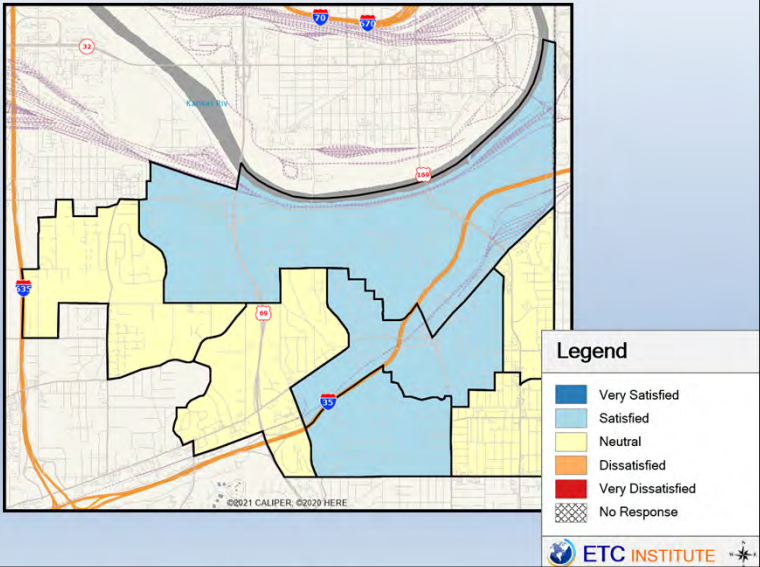 70
670
32
Kansas Riv
169
635
69
35
©2021 CALIPER; ©2020 HERE
Legend
Very Satisfied
Satisfied
Neutral
Dissatisfied
Very Dissatisfied
No Response
ETC INSTITUTE